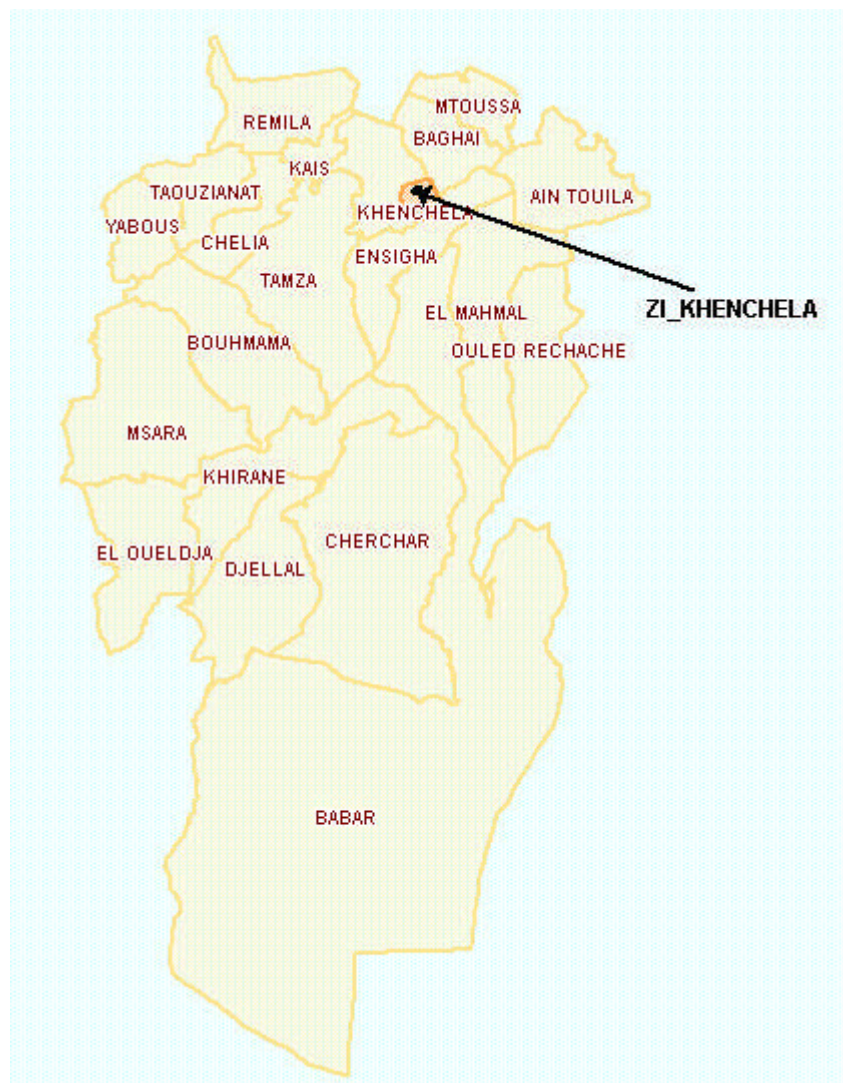 MTOUSSA
REMILA
BAGHAI
KAIS
TAOUZIANAT
AIN TOUILA
KHENCHELA
YABOUS
CHELIA
ENSIGHA
TAMZA
ZI_KHENCHELA
EL MAHMAL
BOUHMAMA
OULED RECHACHE
MSARA
KHIRANE
CHERCHAR
EL OUELDJA
DJELLAL
BABAR